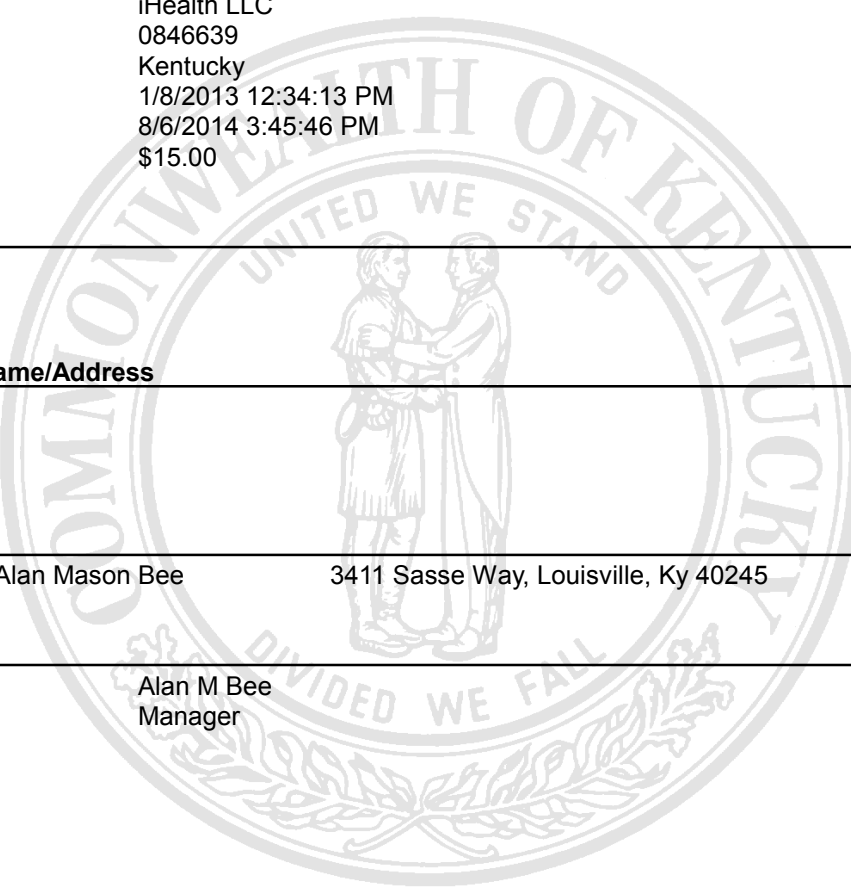 iHealth LLC
0846639
Kentucky
1/8/2013 12:34:13 PM
8/6/2014 3:45:46 PM
$15.00
COMMONWEALTH OF KENTUCKY
UNITED WE STAND
ame/Address
Alan Mason Bee 3411 Sasse Way, Louisville, Ky 40245
DIVIDED WE FALL
Alan M Bee
Manager